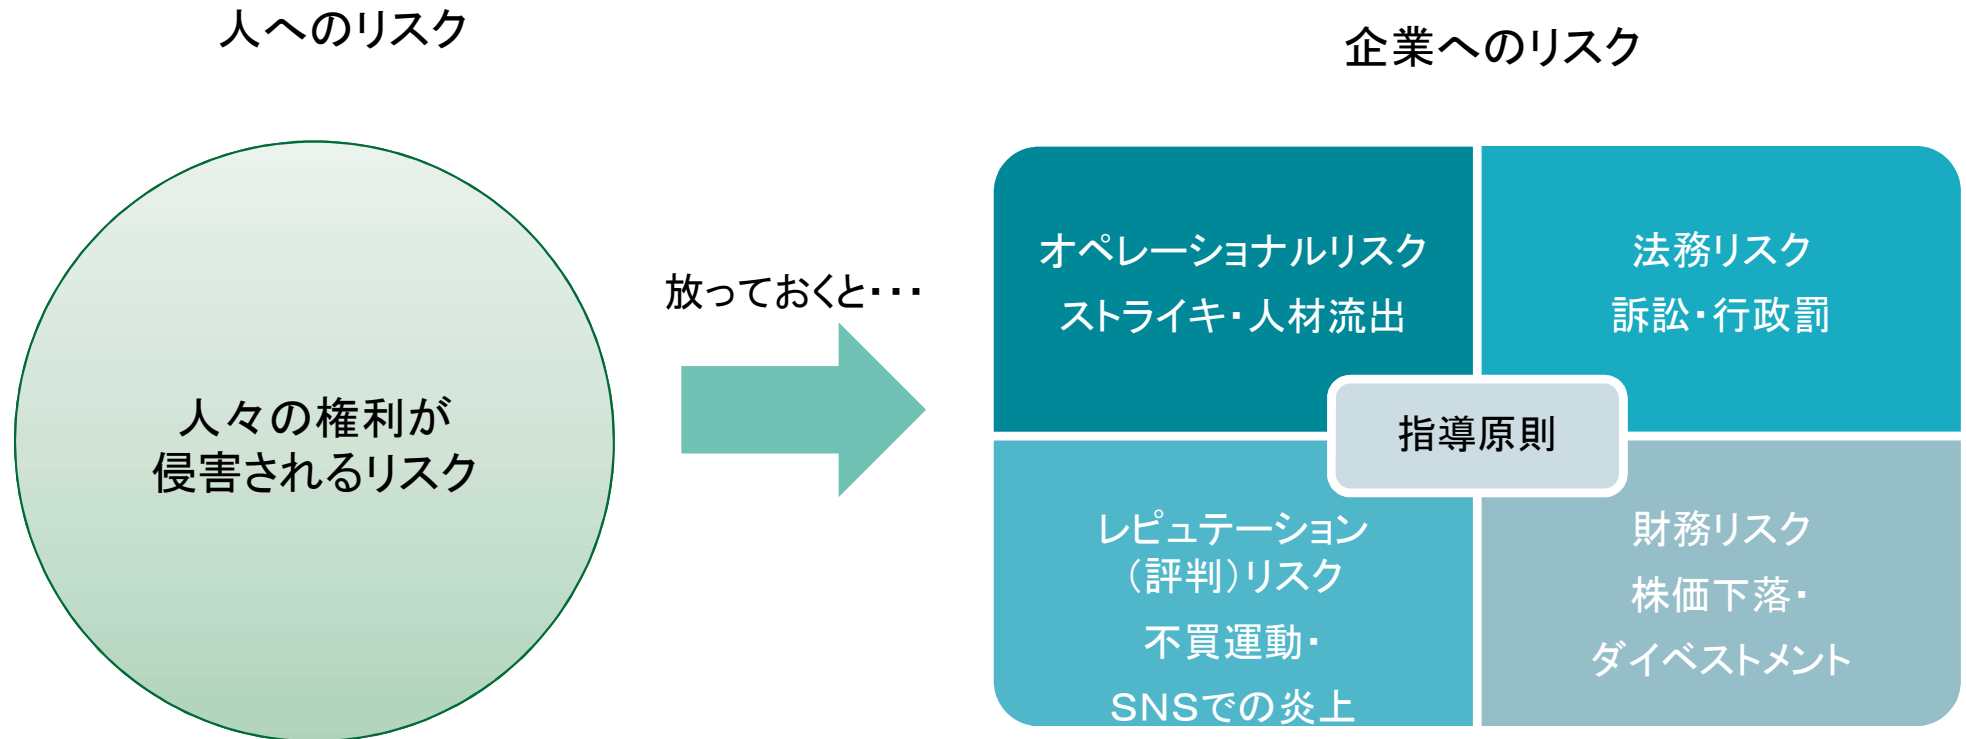 人へのリスク
企業へのリスク
人々の権利が
侵害されるリスク
放っておくと・・・
オペレーショナルリスク
ストライキ・人材流出
法務リスク
訴訟・行政罰
指導原則
レピュテーション
（評判）リスク
不買運動・
SNSでの炎上
財務リスク
株価下落・
ダイベストメント